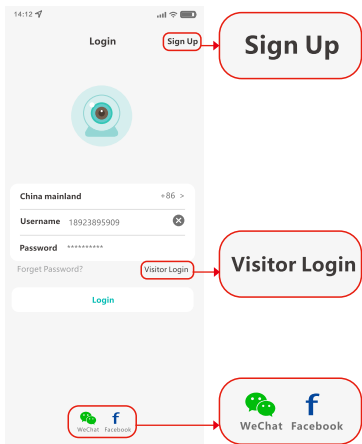 14:12
Login
Sign Up
Sign Up
China mainland +86 >
Username 18923895909
Password **********
Forget Password?
Visitor Login
Visitor Login
Login
WeChat Facebook
WeChat Facebook